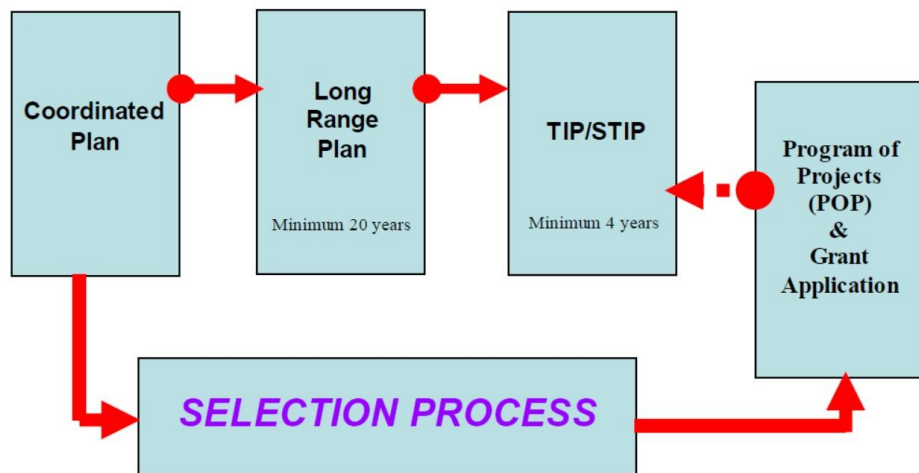 Coordinated
Plan
Long
Range
Plan
Minimum 20 years
TIP/STIP
Minimum 4 years
Program of
Projects
(POP)
&
Grant
Application
SELECTION PROCESS